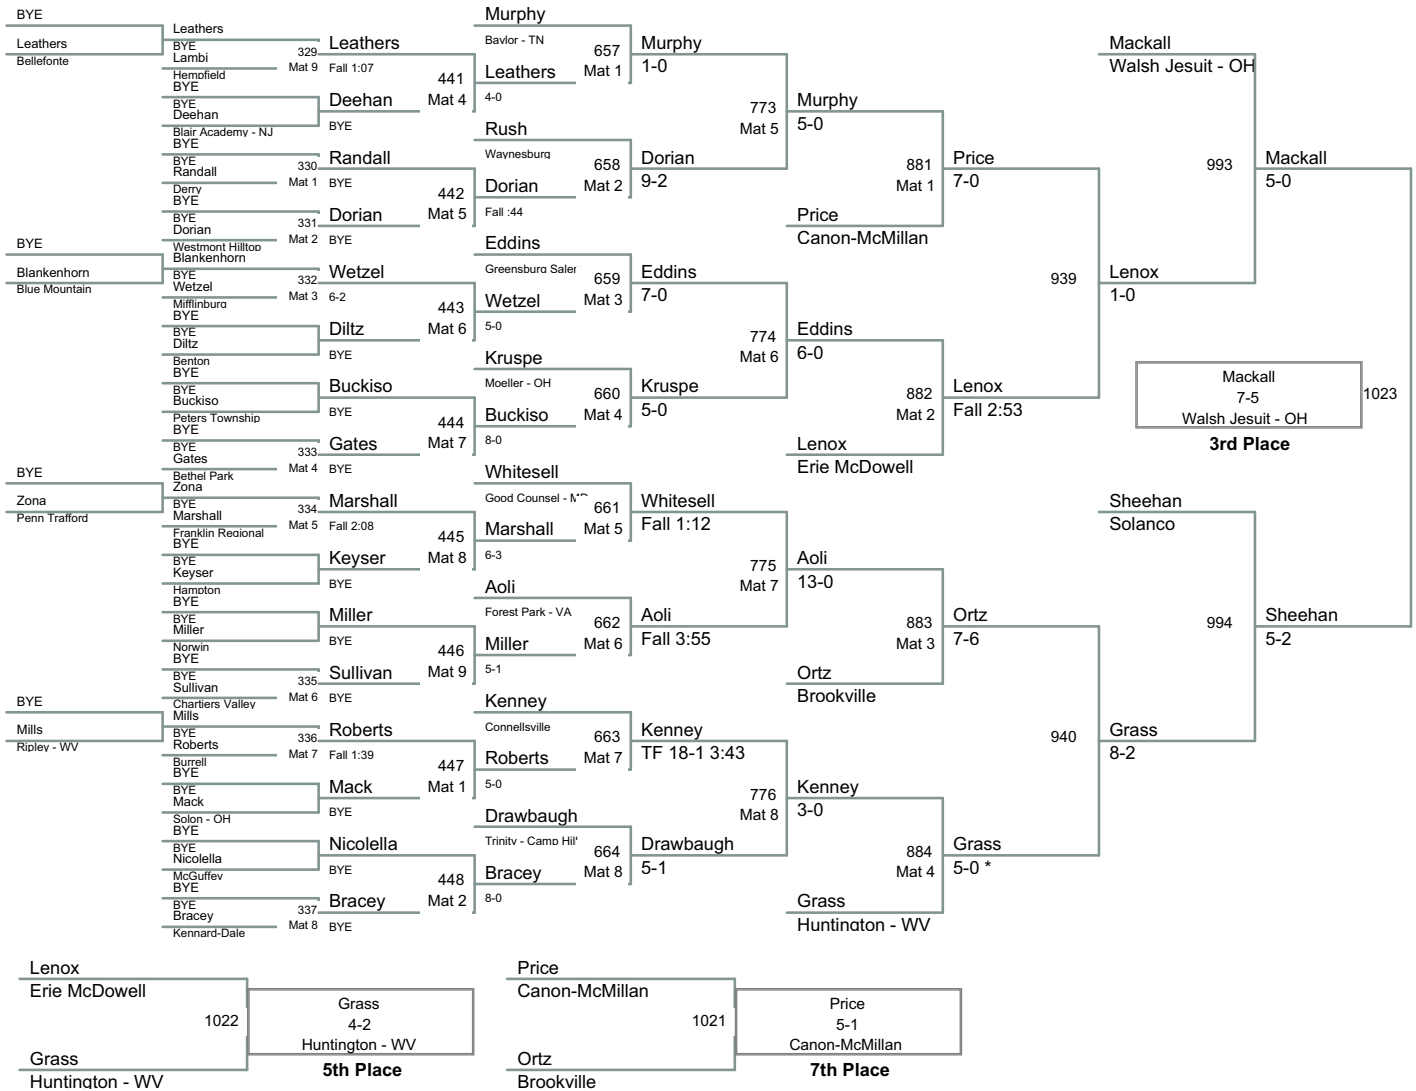 BYE
Leathers
Bellefonte
BYE
Blankenhorn
Blue Mountain
BYE
Zona
Penn Trafford
BYE
Mills
Ripley - WV
Leathers
BYE
Lambi
329
Mat 9
Hempfield
BYE
BYE
Deehan
Blair Academy - NJ
BYE
BYE
Randall
330
Mat 1
Derry
BYE
BYE
Dorian
331
Mat 2
Westmont Hilltop
Blankenhorn
BYE
Wetzel
332
Mat 3
Mifflinburg
BYE
BYE
Diltz
Benton
BYE
BYE
Buckiso
Peters Township
BYE
BYE
Gates
333
Mat 4
Bethel Park
Zona
BYE
Marshall
334
Mat 5
Franklin Regional
BYE
BYE
Keyser
Hampton
BYE
BYE
Miller
Norwin
BYE
BYE
Sullivan
335
Mat 6
Chartiers Valley
Mills
BYE
Roberts
336
Mat 7
Burrell
BYE
BYE
Mack
Solon - OH
BYE
BYE
Nicolella
McGuffey
BYE
BYE
Bracey
337
Mat 8
Kennard-Dale
Leathers
Fall 1:07
441
Mat 4
Deehan
BYE
Randall
BYE
442
Mat 5
Dorian
BYE
Wetzel
6-2
443
Mat 6
Diltz
BYE
Buckiso
BYE
444
Mat 7
Gates
BYE
Marshall
Fall 2:08
445
Mat 8
Keyser
BYE
Miller
BYE
446
Mat 9
Sullivan
BYE
Roberts
Fall 1:39
447
Mat 1
Mack
BYE
Nicolella
BYE
448
Mat 2
Bracey
BYE
Murphy
Baylor - TN
657
Mat 1
Leathers
4-0
Rush
Waynesburg
658
Mat 2
Dorian
Fall :44
Eddins
Greensburg Saler
659
Mat 3
Wetzel
5-0
Kruspe
Moeller - OH
660
Mat 4
Buckiso
8-0
Whitesell
Good Counsel - MD
661
Mat 5
Marshall
6-3
Aoli
Forest Park - VA
662
Mat 6
Miller
5-1
Kenney
Connellsville
663
Mat 7
Roberts
5-0
Drawbaugh
Trinity - Camp Hil
664
Mat 8
Bracey
8-0
Murphy
1-0
773
Mat 5
Dorian
9-2
Eddins
7-0
774
Mat 6
Kruspe
5-0
Whitesell
Fall 1:12
775
Mat 7
Aoli
Fall 3:55
Kenney
TF 18-1 3:43
776
Mat 8
Drawbaugh
5-1
Murphy
5-0
881
Mat 1
Price
Canon-McMillan
Eddins
6-0
882
Mat 2
Lenox
Erie McDowell
Aoli
13-0
883
Mat 3
Ortz
Brookville
Kenney
3-0
884
Mat 4
Grass
Huntington - WV
Price
7-0
939
Lenox
Fall 2:53
Ortz
7-6
940
Grass
5-0 *
Mackall
Walsh Jesuit - OH
993
Lenox
1-0
Sheehan
Solanco
994
Grass
8-2
Mackall
5-0
Sheehan
5-2
Mackall
7-5
Walsh Jesuit - OH
1023
3rd Place
Lenox
Erie McDowell
1022
Grass
Huntington - WV
Grass
4-2
Huntington - WV
5th Place
Price
Canon-McMillan
1021
Ortz
Brookville
Price
5-1
Canon-McMillan
7th Place